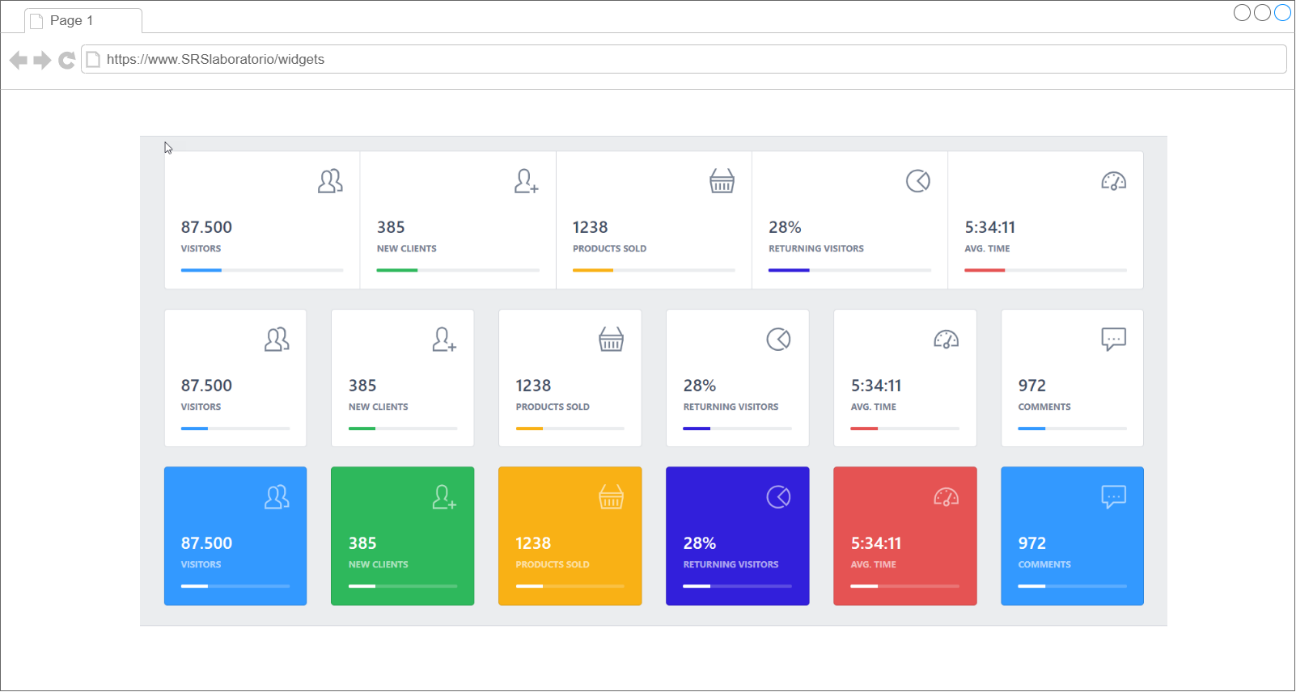 Page 1
https://www.SRSlaboratorio/widgets
87.500 385 1238 28% 5:34:11
VISITORS NEW CLIENTS PRODUCTS SOLD RETURNING VISITORS AVG. TIME
87.500 385 1238 28% 5:34:11 972
VISITORS NEW CLIENTS PRODUCTS SOLD RETURNING VISITORS AVG. TIME COMMENTS
87.500 385 1238 28% 5:34:11 972
VISITORS NEW CLIENTS PRODUCTS SOLD RETURNING VISITORS AVG. TIME COMMENTS